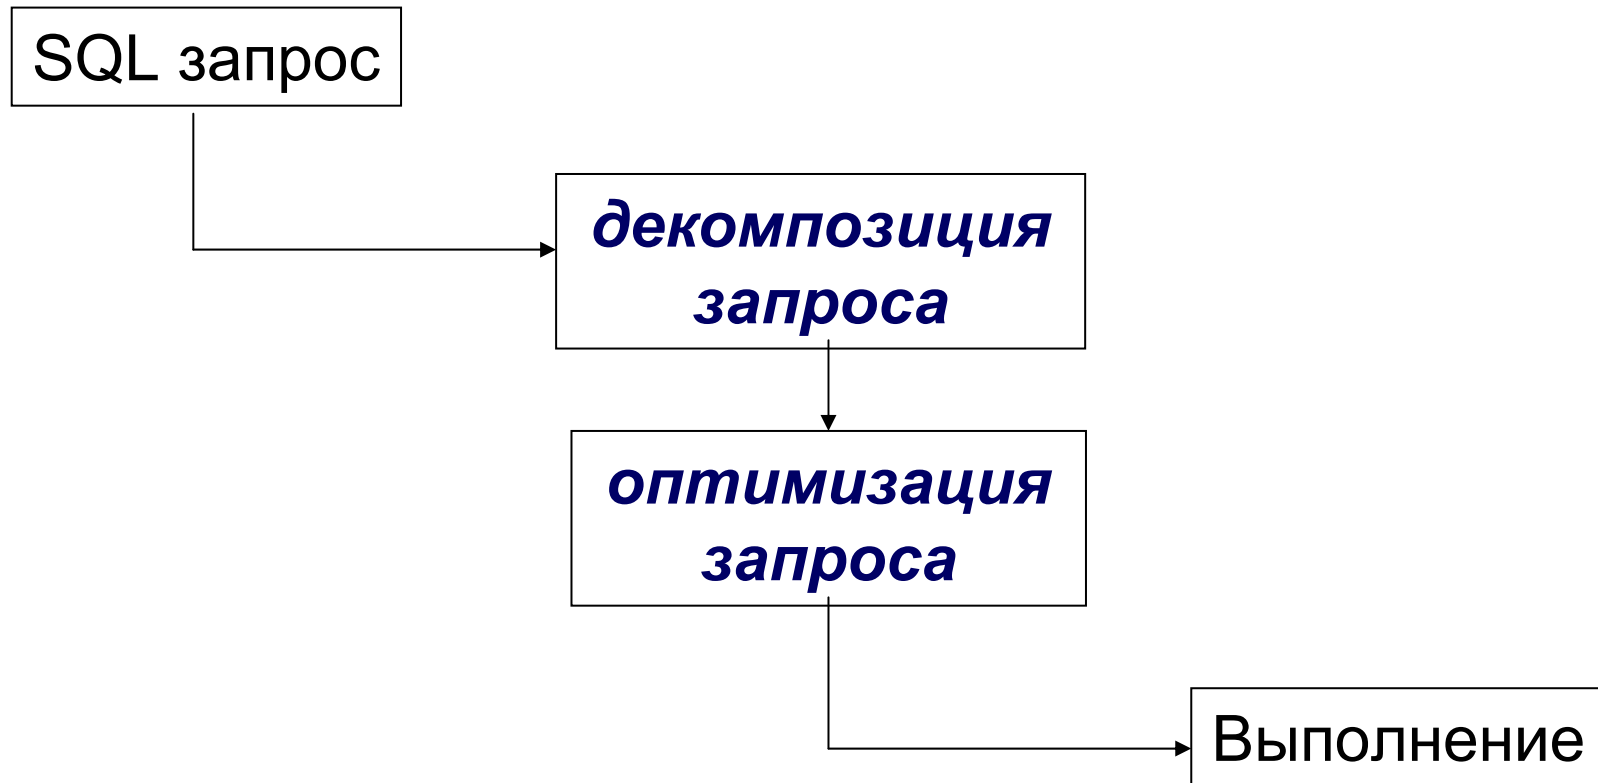 SQL запрос
декомпозиция
запроса
оптимизация
запроса
Выполнение